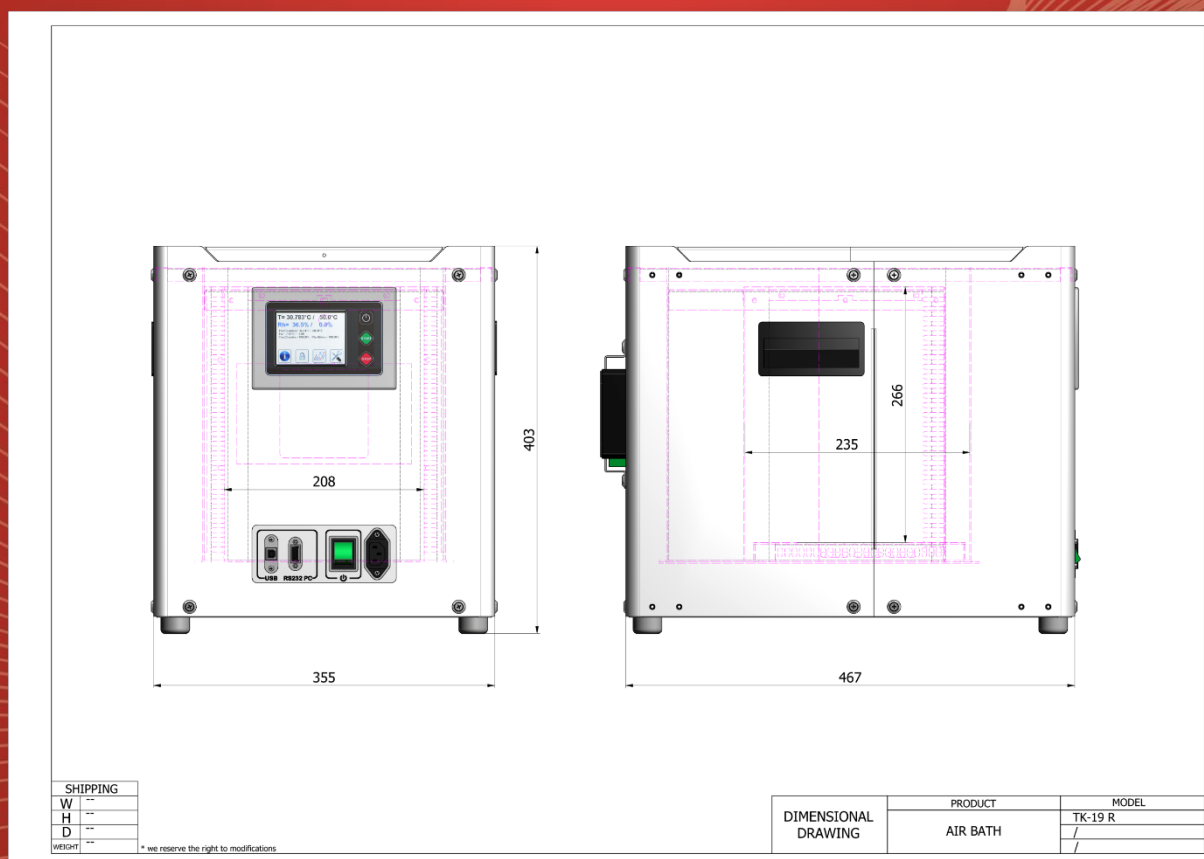 T= 30.783°C / 50.0°C
Rh= 36.5% / 0.0%
403
266
235
208
USB RS232 PC
355
467
SHIPPING
W --
H --
D --
WEIGHT --
* we reserve the right to modifications
DIMENSIONAL
DRAWING
PRODUCT
AIR BATH
MODEL
TK-19 R
/
/